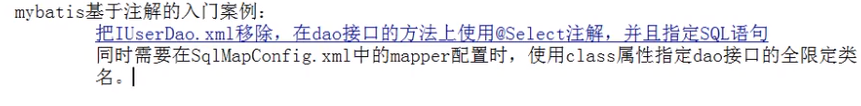 mybatis基于注解的入门案例：
把IUserDao.xml移除，在dao接口的方法上使用@Select注解，并且指定SQL语句
同时需要在SqlMapConfig.xml中的mapper配置时，使用class属性指定dao接口的全限定类
名。